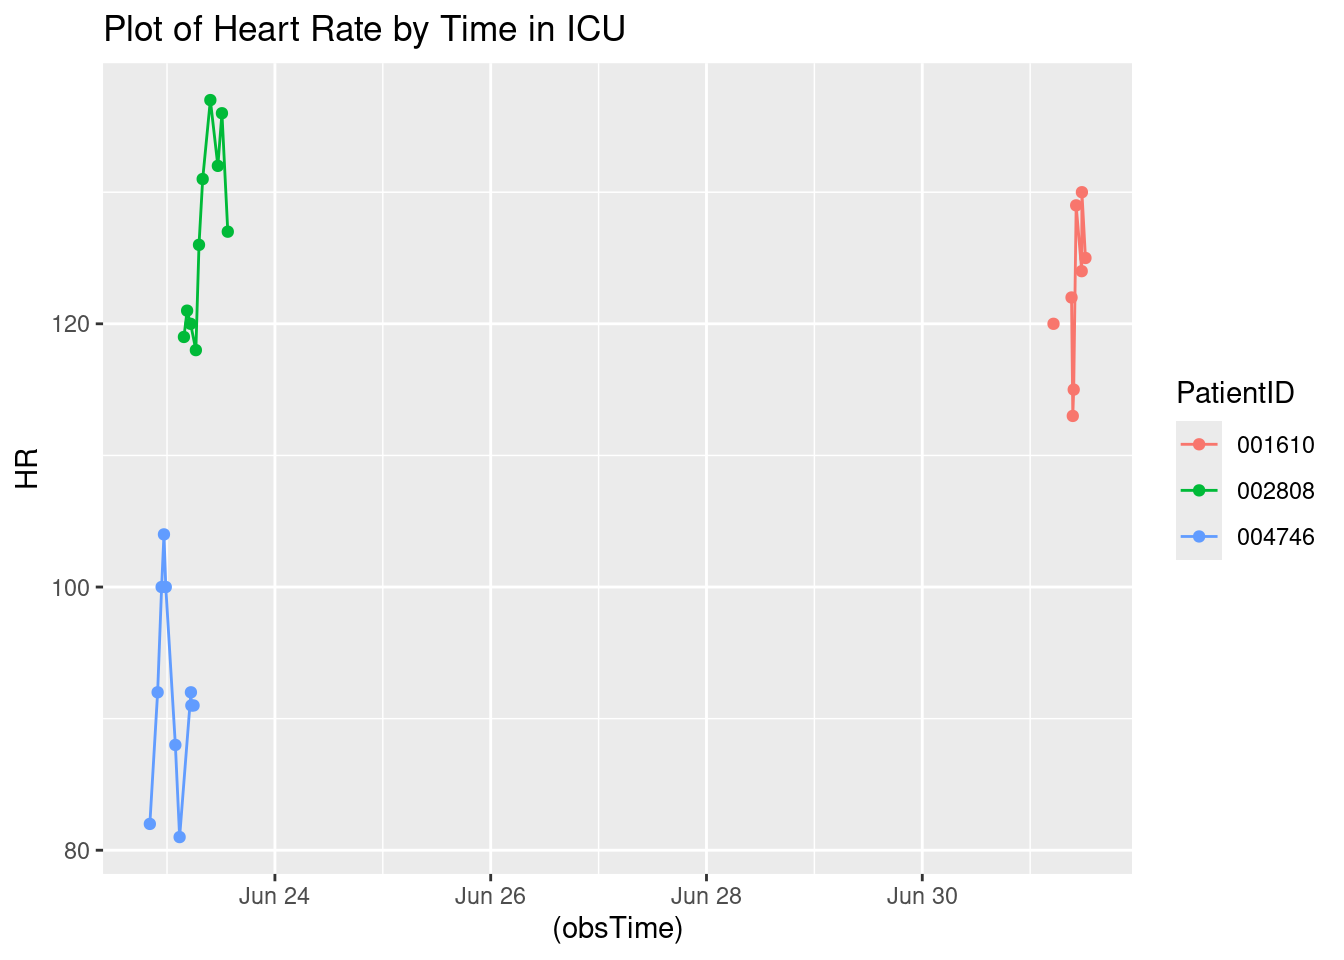 Plot of Heart Rate by Time in ICU
HR
120
100
80
Jun 24 Jun 26 Jun 28 Jun 30
(obsTime)
PatientID
001610
002808
004746